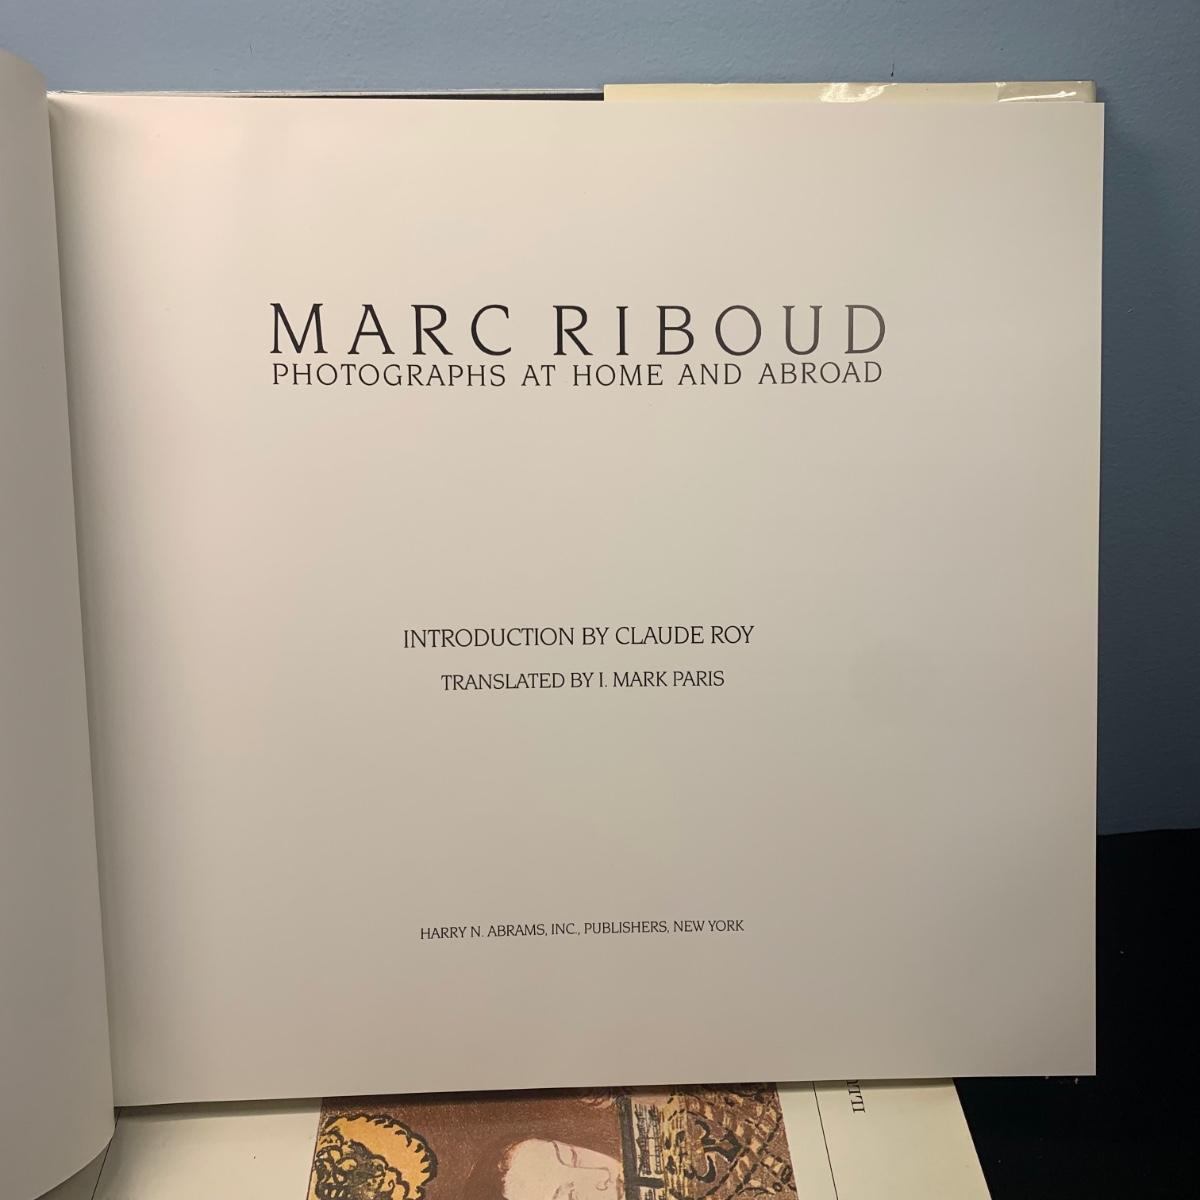 MARC RIBOUD
PHOTOGRAPHS AT HOME AND ABROAD
INTRODUCTION BY CLAUDE ROY
TRANSLATED BY I. MARK PARIS
HARRY N. ABRAMS, INC., PUBLISHERS, NEW YORK